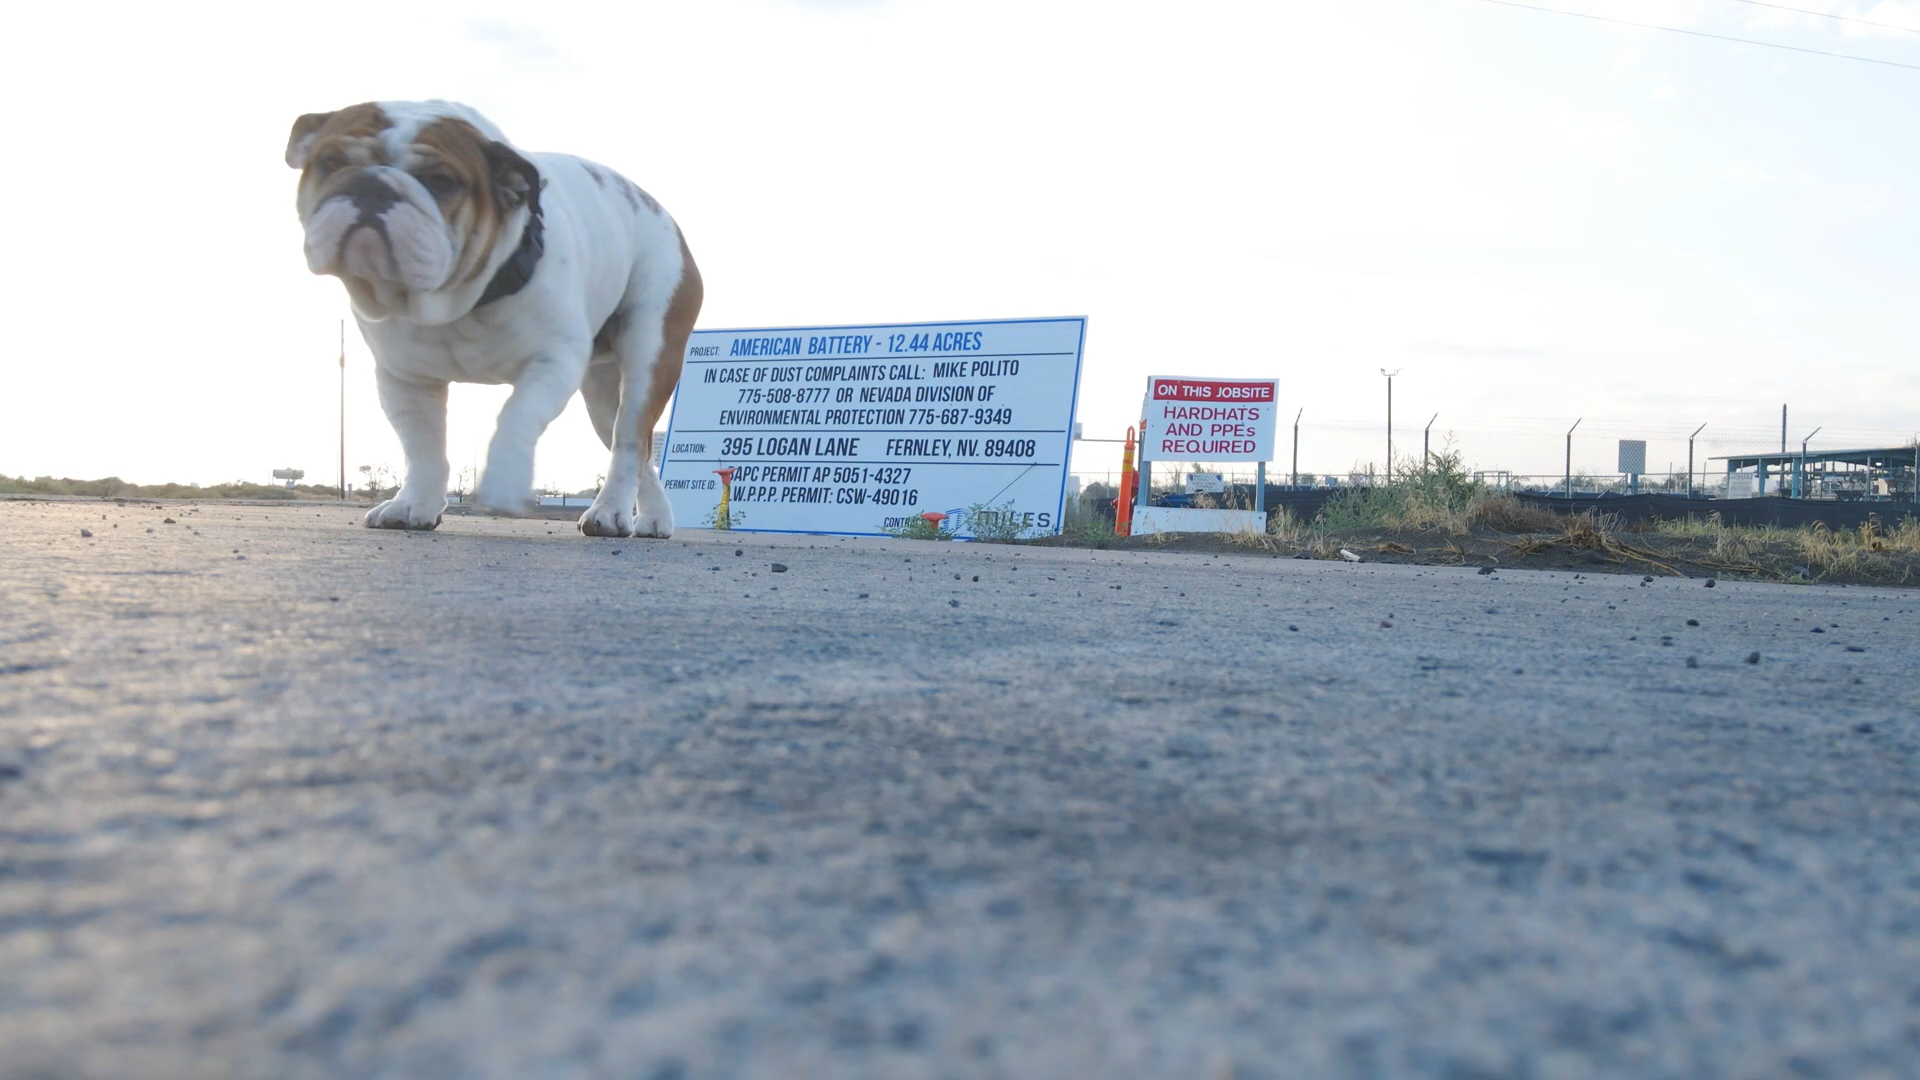 PROJECT: AMERICAN BATTERY - 12.44 ACRES
IN CASE OF DUST COMPLAINTS CALL: MIKE POLITO
775-508-8777 OR NEVADA DIVISION OF
ENVIRONMENTAL PROTECTION 775-687-9349
LOCATION: 395 LOGAN LANE FERNLEY, NV. 89408
PERMIT SITE ID: BAPC PERMIT AP 5051-4327
.W.P.P.P. PERMIT: CSW-49016
MILES
ON THIS JOBSITE
HARDHATS
AND PPEs
REQUIRED